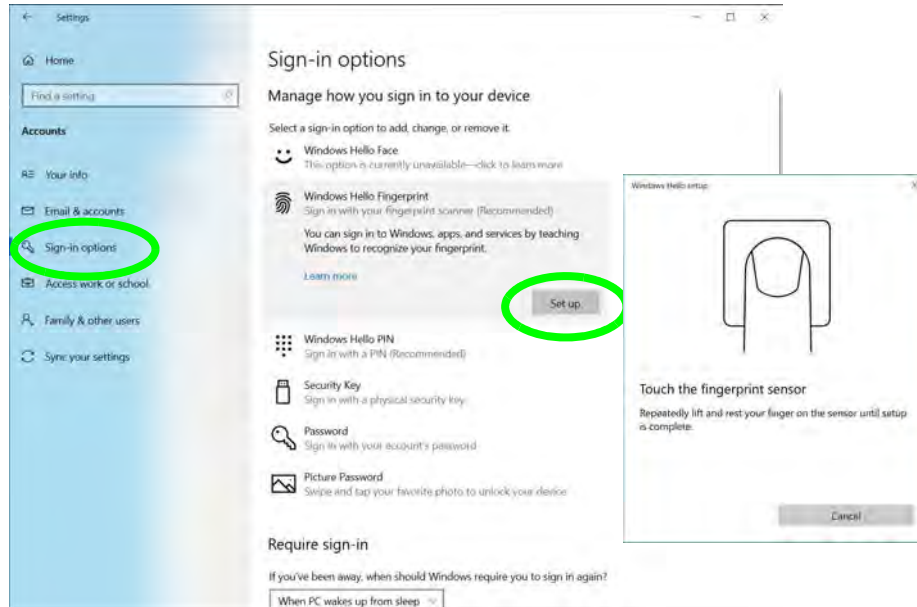 Settings
Home
Find a setting
Accounts
Your info
Email & accounts
Sign-in options
Access work or school
Family & other users
Sync your settings
Sign-in options
Manage how you sign in to your device
Select a sign-in option to add, change, or remove it.
Windows Hello Face
This option is currently unavailable—click to learn more
Windows Hello Fingerprint
Sign in with your fingerprint scanner (Recommended)
You can sign in to Windows, apps, and services by teaching
Windows to recognize your fingerprint.
Learn more
Set up
Windows Hello PIN
Sign in with a PIN (Recommended)
Security Key
Sign in with a physical security key
Password
Sign in with your account's password
Picture Password
Swipe and tap your favorite photo to unlock your device
Require sign-in
If you've been away, when should Windows require you to sign in again?
When PC wakes up from sleep
Windows Hello setup
Touch the fingerprint sensor
Repeatedly lift and rest your finger on the sensor until setup
is complete.
Cancel